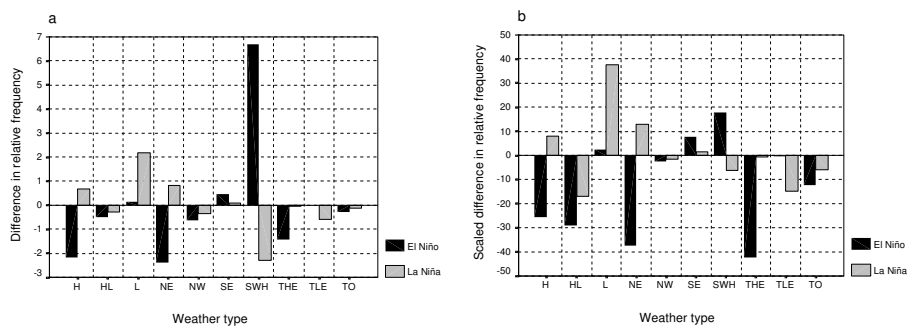 a
Difference in relative frequency
7
6
5
4
3
2
1
0
-1
-2
-3
H HL L NE NW SE SWH THE TLE TO
Weather type
El Niño
La Niña
b
Scaled difference in relative frequency
50
40
30
20
10
0
-10
-20
-30
-40
-50
H HL L NE NW SE SWH THE TLE TO
Weather type
El Niño
La Niña